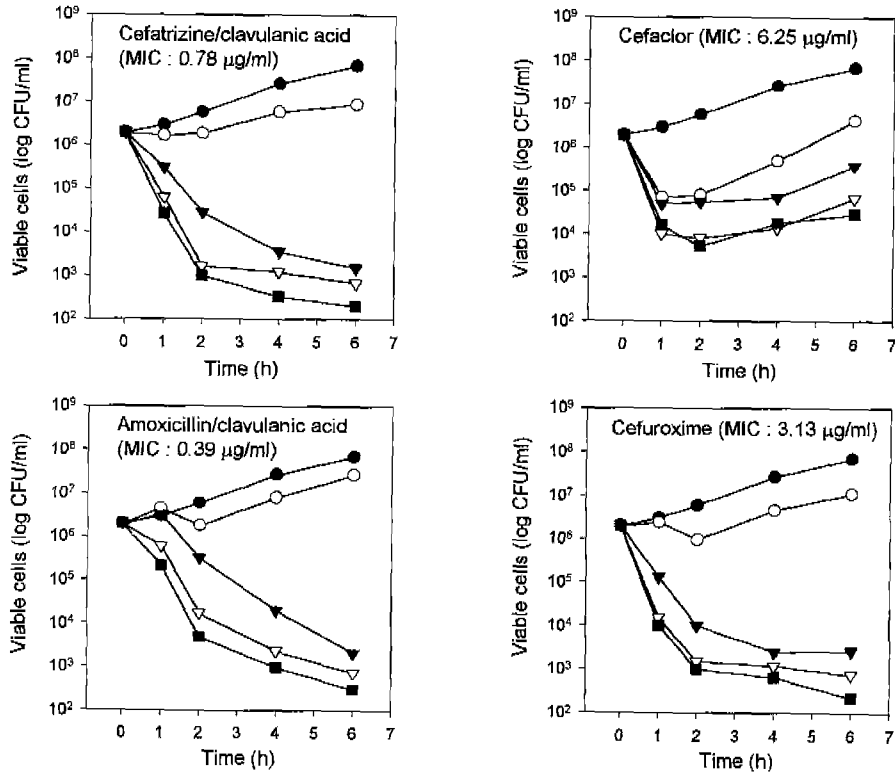 Cefatrizine/clavulanic acid
(MIC : 0.78 µg/ml)
Viable cells (log CFU/ml)
10⁹
10⁸
10⁷
10⁶
10⁵
10⁴
10³
10²
0 1 2 3 4 5 6 7
Time (h)
Cefaclor (MIC : 6.25 µg/ml)
Viable cells (log CFU/ml)
10⁹
10⁸
10⁷
10⁶
10⁵
10⁴
10³
10²
0 1 2 3 4 5 6 7
Time (h)
Amoxicillin/clavulanic acid
(MIC : 0.39 µg/ml)
Viable cells (log CFU/ml)
10⁹
10⁸
10⁷
10⁶
10⁵
10⁴
10³
10²
0 1 2 3 4 5 6 7
Time (h)
Cefuroxime (MIC : 3.13 µg/ml)
Viable cells (log CFU/ml)
10⁹
10⁸
10⁷
10⁶
10⁵
10⁴
10³
10²
0 1 2 3 4 5 6 7
Time (h)